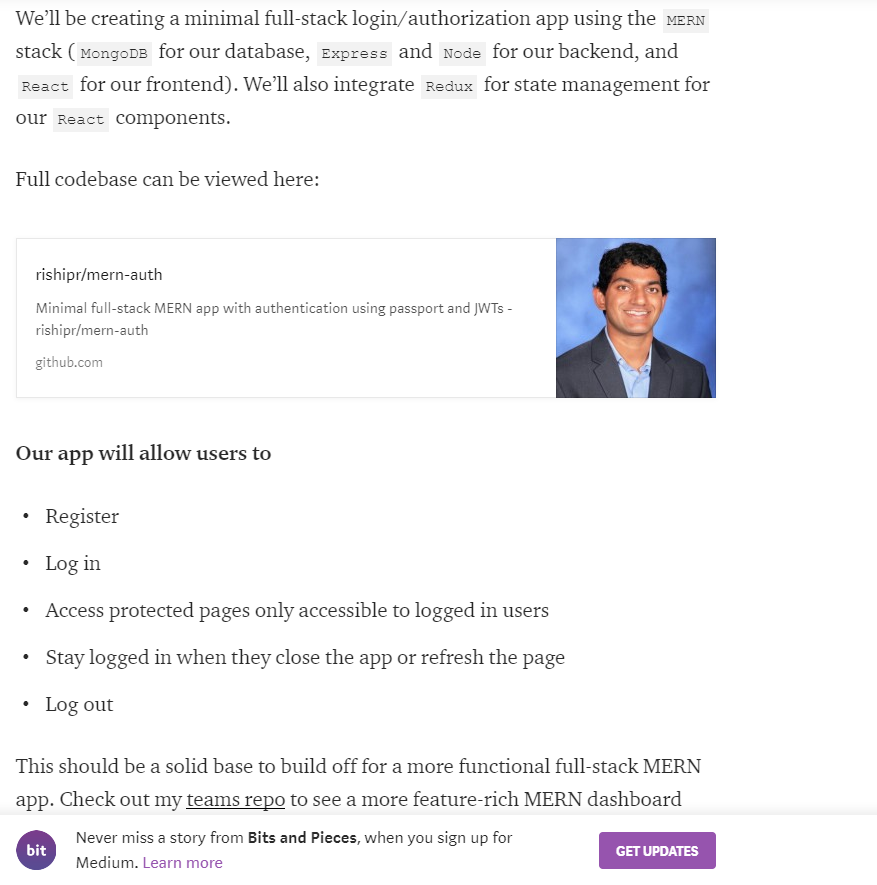 We’ll be creating a minimal full-stack login/authorization app using the MERN
stack ( MongoDB for our database, Express and Node for our backend, and
React for our frontend). We’ll also integrate Redux for state management for
our React components.
Full codebase can be viewed here:
rishipr/mern-auth
Minimal full-stack MERN app with authentication using passport and JWTs -
rishipr/mern-auth
github.com
Our app will allow users to
• Register
• Log in
• Access protected pages only accessible to logged in users
• Stay logged in when they close the app or refresh the page
• Log out
This should be a solid base to build off for a more functional full-stack MERN
app. Check out my teams repo to see a more feature-rich MERN dashboard
bit
Never miss a story from Bits and Pieces, when you sign up for
Medium. Learn more
GET UPDATES